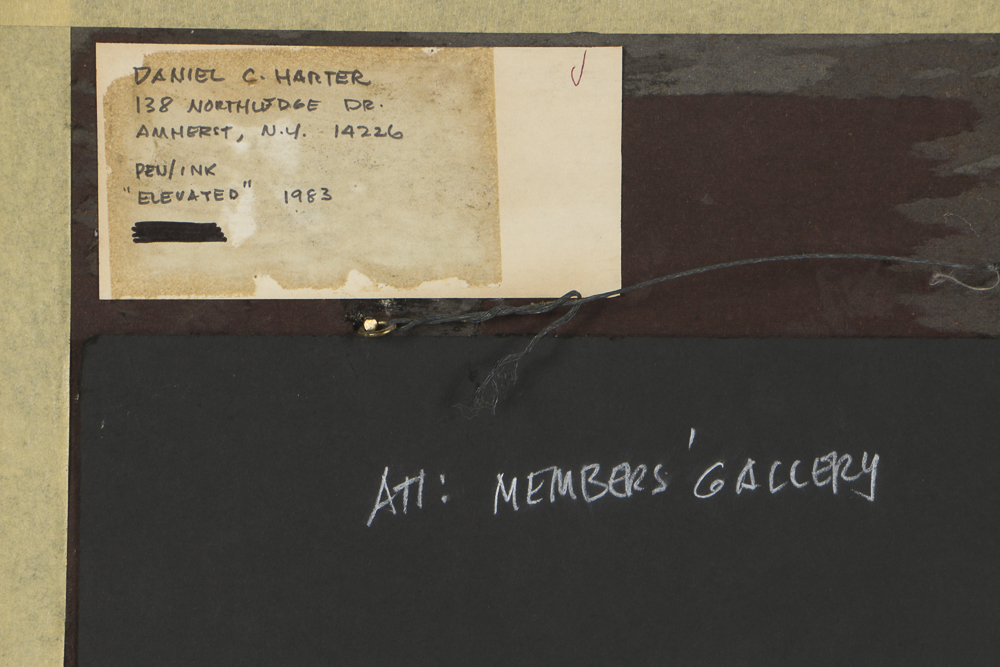 DANIEL C. HARTER
138 NORTHLEDGE DR.
AMHERST, N.Y. 14226
PEN/INK
"ELEVATED" 1983
Att: MEMBERS' GALLERY